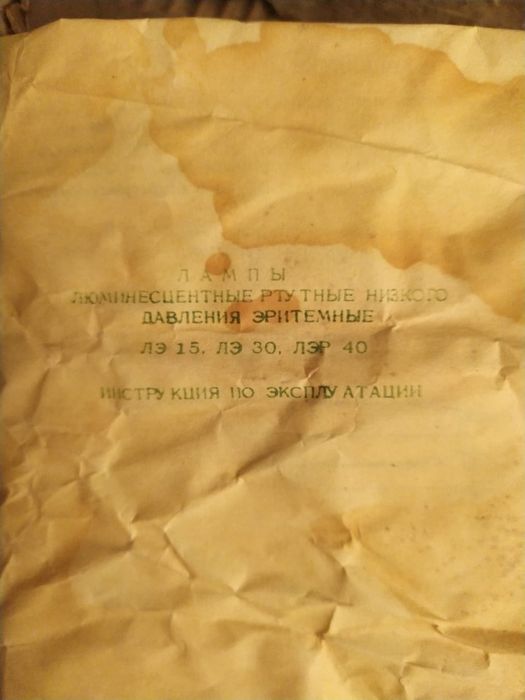 ЛАМПЫ
ЛЮМИНЕСЦЕНТНЫЕ РТУТНЫЕ НИЗКОГО
ДАВЛЕНИЯ ЭРИТЕМНЫЕ
ЛЭ 15, ЛЭ 30, ЛЭР 40
ИНСТРУКЦИЯ ПО ЭКСПЛУАТАЦИИ